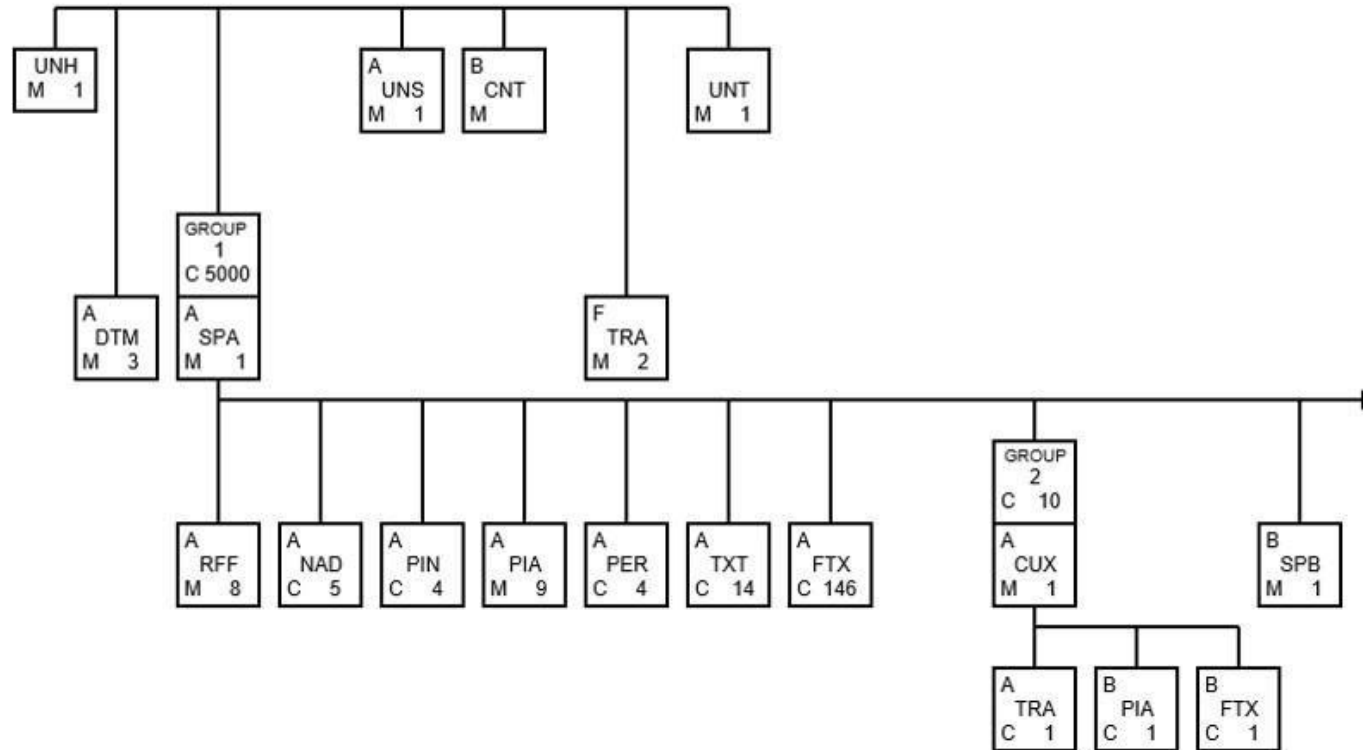 UNH
M 1
A
UNS
M 1
B
CNT
M
UNT
M 1
GROUP
1
C 5000
A
DTM
M 3
A
SPA
M 1
F
TRA
M 2
GROUP
2
C 10
A
RFF
M 8
A
NAD
C 5
A
PIN
C 4
A
PIA
M 9
A
PER
C 4
A
TXT
C 14
A
FTX
C 146
A
CUX
M 1
B
SPB
M 1
A
TRA
C 1
B
PIA
C 1
B
FTX
C 1